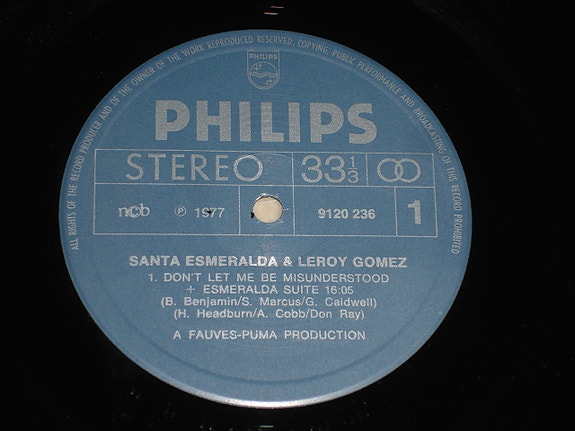 ALL RIGHTS OF THE RECORD PRODUCER AND OF THE OWNER OF THE WORK REPRODUCED RESERVED. COPYING, PUBLIC PERFORMANCE AND BROADCASTING OF THIS RECORD PROHIBITED
PHILIPS
PHILIPS
STEREO 33 1/3
ncb ℗ 1977 9120 236 1
SANTA ESMERALDA & LEROY GOMEZ
1. DON'T LET ME BE MISUNDERSTOOD
+ ESMERALDA SUITE 16:05
(B. Benjamin/S. Marcus/G. Caldwell)
(H. Headburn/A. Cobb/Don Ray)
A FAUVES-PUMA PRODUCTION